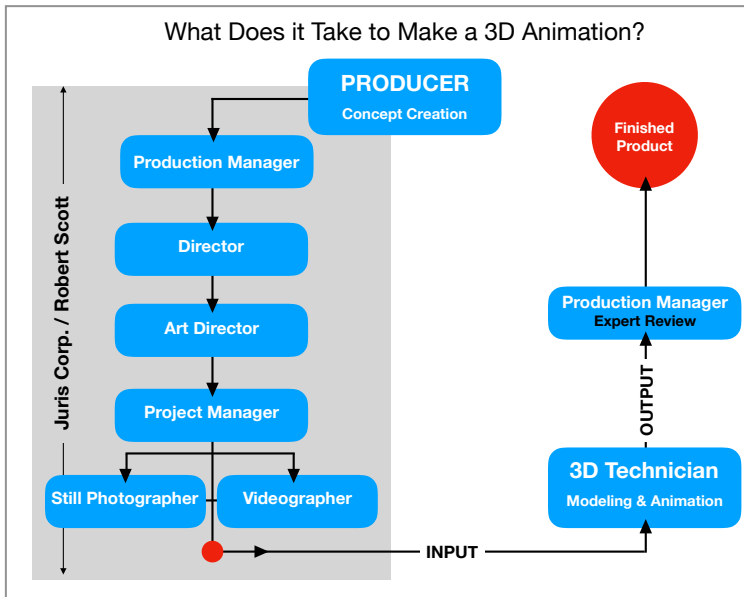 What Does it Take to Make a 3D Animation?
PRODUCER
Concept Creation
Production Manager
Director
Art Director
Project Manager
Still Photographer
Videographer
Juris Corp. / Robert Scott
INPUT
3D Technician
Modeling & Animation
OUTPUT
Production Manager
Expert Review
Finished
Product